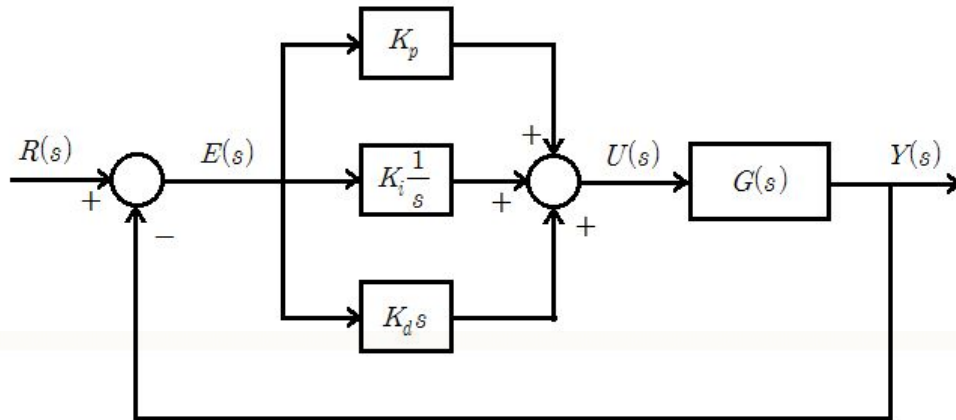 K_p
R(s)
E(s)
K_i 1/s
U(s)
G(s)
Y(s)
+
+
+
+
−
K_d s